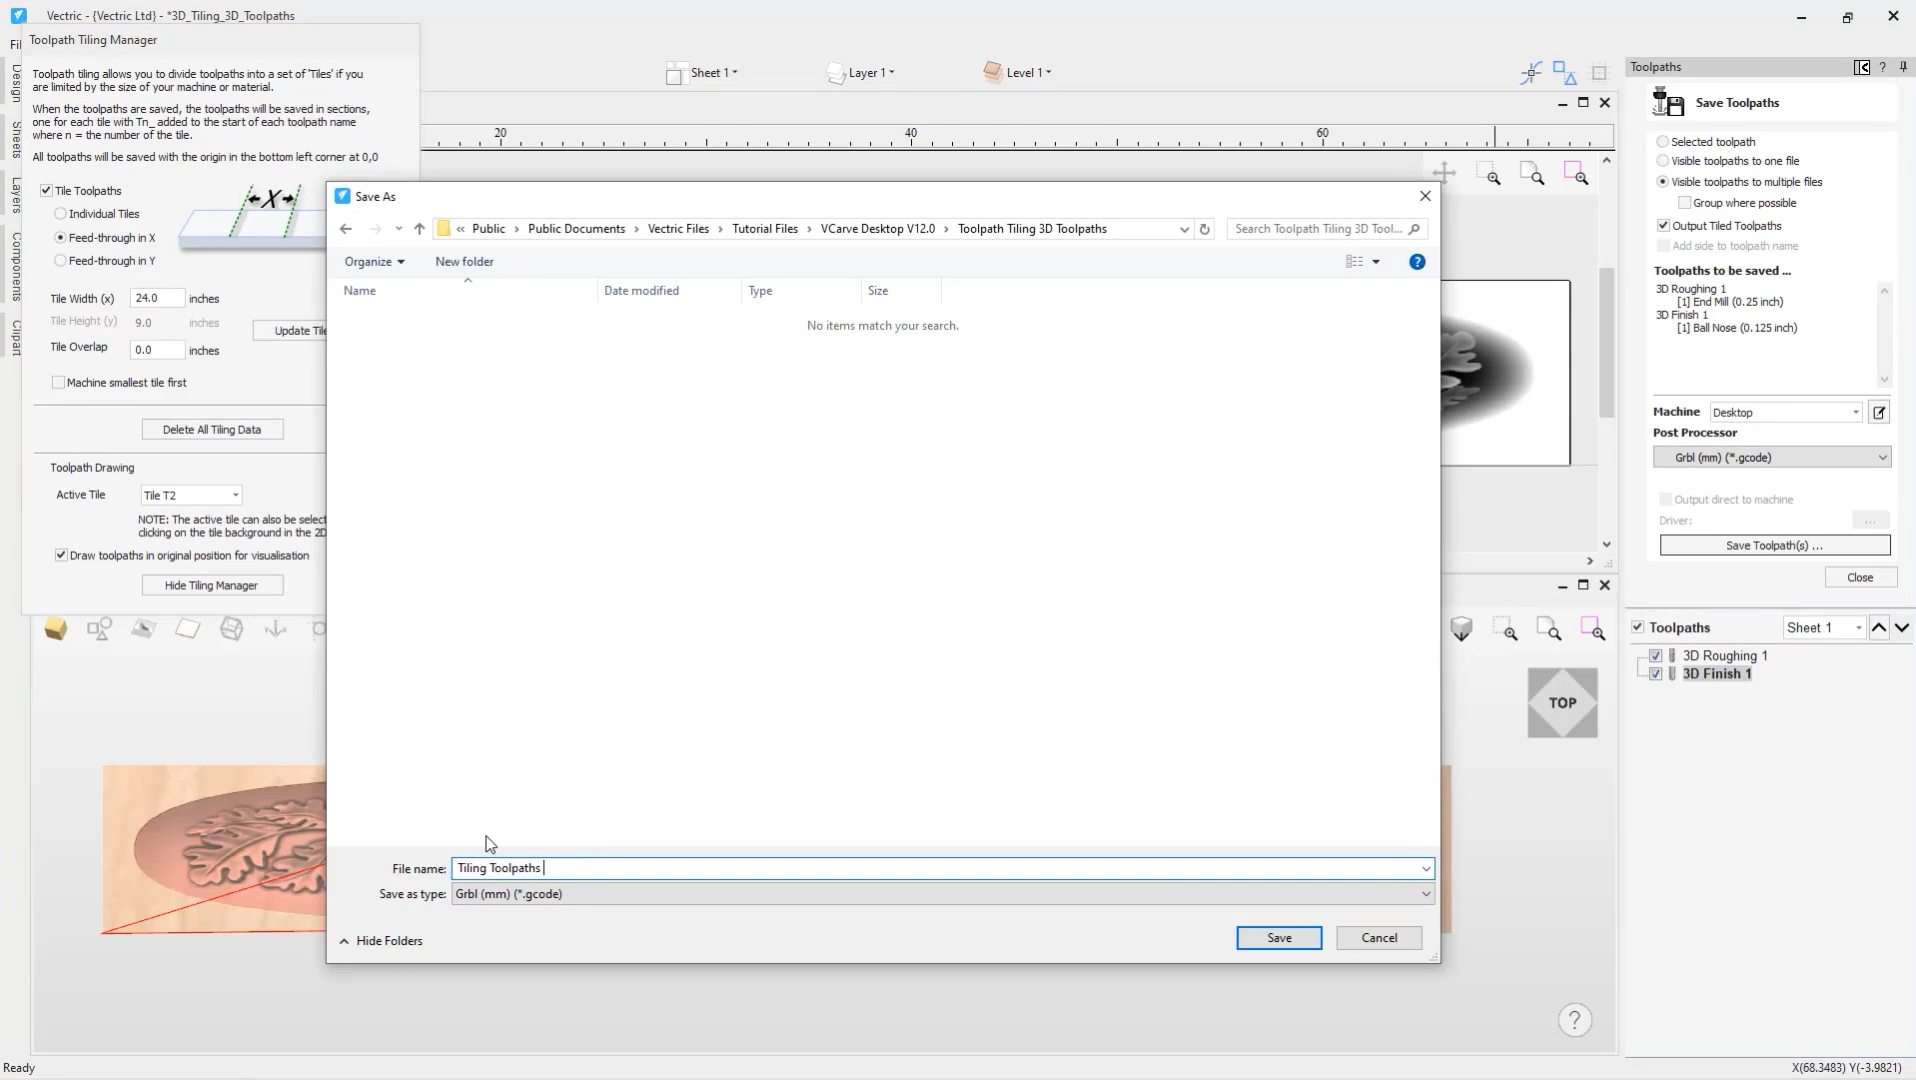 Vectric - {Vectric Ltd} - *3D_Tiling_3D_Toolpaths
Toolpath Tiling Manager
Toolpath tiling allows you to divide toolpaths into a set of 'Tiles' if you
are limited by the size of your machine or material.
When the toolpaths are saved, the toolpaths will be saved in sections,
one for each tile with Tn_ added to the start of each toolpath name
where n = the number of the tile.
All toolpaths will be saved with the origin in the bottom left corner at 0,0
Tile Toolpaths
X
Individual Tiles
Feed-through in X
Feed-through in Y
Tile Width (x) 24.0 inches
Tile Height (y) 9.0 inches
Tile Overlap 0.0 inches
Update Tile
Machine smallest tile first
Delete All Tiling Data
Toolpath Drawing
Active Tile Tile T2
NOTE: The active tile can also be select
clicking on the tile background in the 2D
Draw toolpaths in original position for visualisation
Hide Tiling Manager
Design
Sheets
Layers
Components
Clipart
Sheet 1
Layer 1
Level 1
20 40 60
Save As
« Public › Public Documents › Vectric Files › Tutorial Files › VCarve Desktop V12.0 › Toolpath Tiling 3D Toolpaths
Search Toolpath Tiling 3D Tool...
Organize
New folder
Name Date modified Type Size
No items match your search.
File name: Tiling Toolpaths
Save as type: Grbl (mm) (*.gcode)
Hide Folders
Save
Cancel
TOP
Toolpaths
Save Toolpaths
Selected toolpath
Visible toolpaths to one file
Visible toolpaths to multiple files
Group where possible
Output Tiled Toolpaths
Add side to toolpath name
Toolpaths to be saved ...
3D Roughing 1
[1] End Mill (0.25 inch)
3D Finish 1
[1] Ball Nose (0.125 inch)
Machine Desktop
Post Processor
Grbl (mm) (*.gcode)
Output direct to machine
Driver: ...
Save Toolpath(s) ...
Close
Toolpaths Sheet 1
3D Roughing 1
3D Finish 1
Ready
X(68.3483) Y(-3.9821)